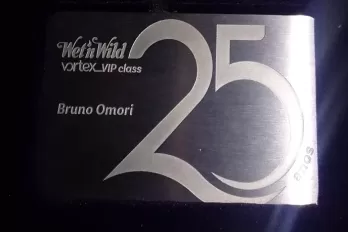 Wet'n Wild
vortex_VIP class
Bruno Omori
25
anos